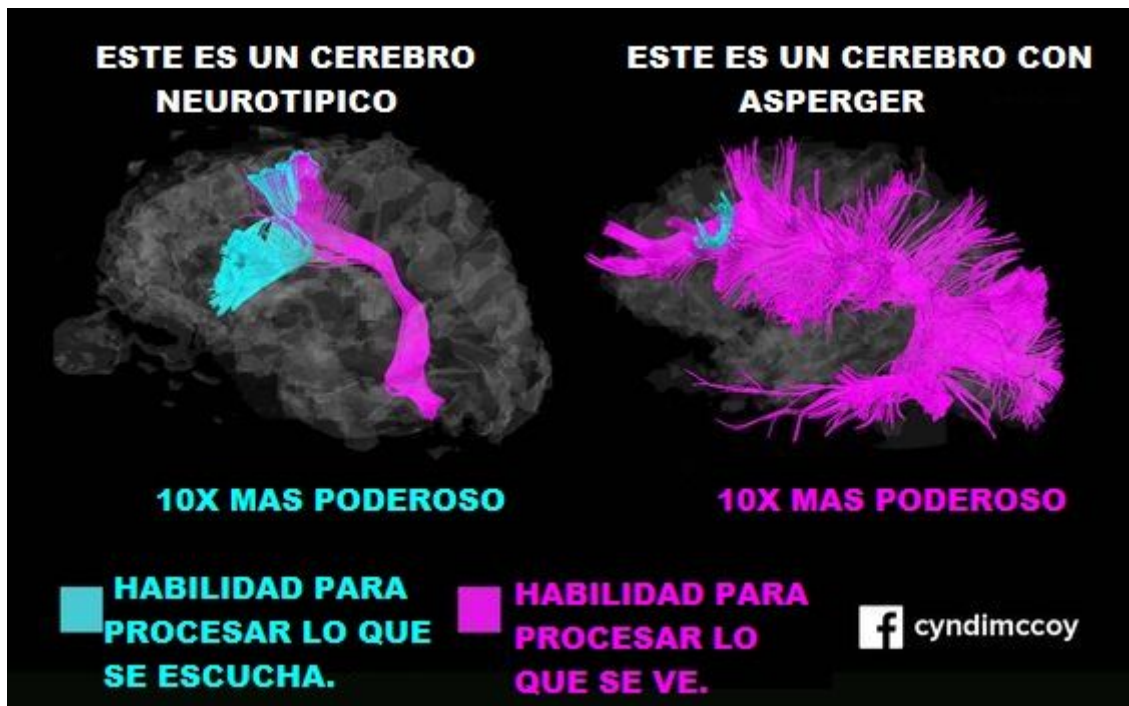 ESTE ES UN CEREBRO
NEUROTIPICO
ESTE ES UN CEREBRO CON
ASPERGER
10X MAS PODEROSO
10X MAS PODEROSO
HABILIDAD PARA
PROCESAR LO QUE
SE ESCUCHA.
HABILIDAD PARA
PROCESAR LO
QUE SE VE.
f cyndimccoy